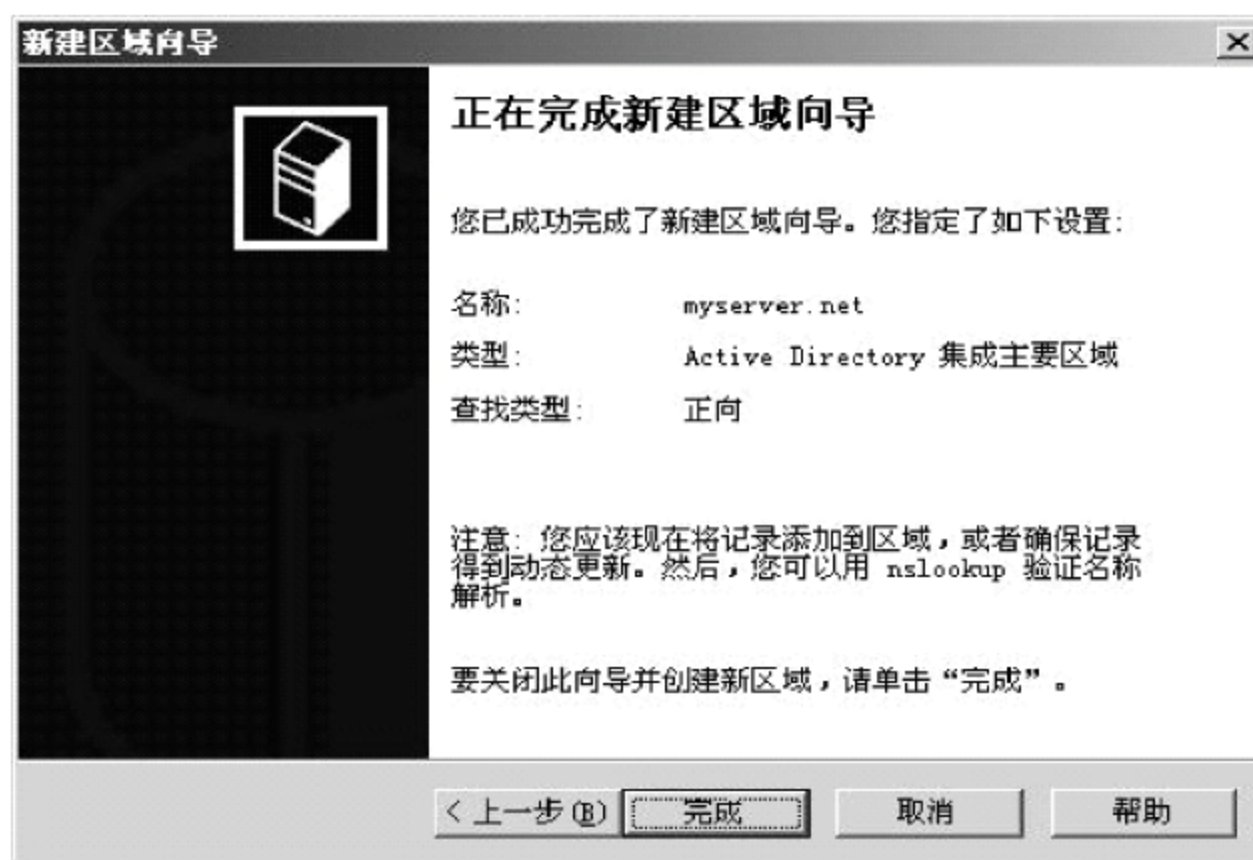 新建区域向导
正在完成新建区域向导
您已成功完成了新建区域向导。您指定了如下设置:
名称: myserver.net
类型: Active Directory 集成主要区域
查找类型: 正向
注意: 您应该现在将记录添加到区域，或者确保记录
得到动态更新。然后，您可以用 nslookup 验证名称
解析。
要关闭此向导并创建新区域，请单击“完成”。
< 上一步(B) 完成 取消 帮助